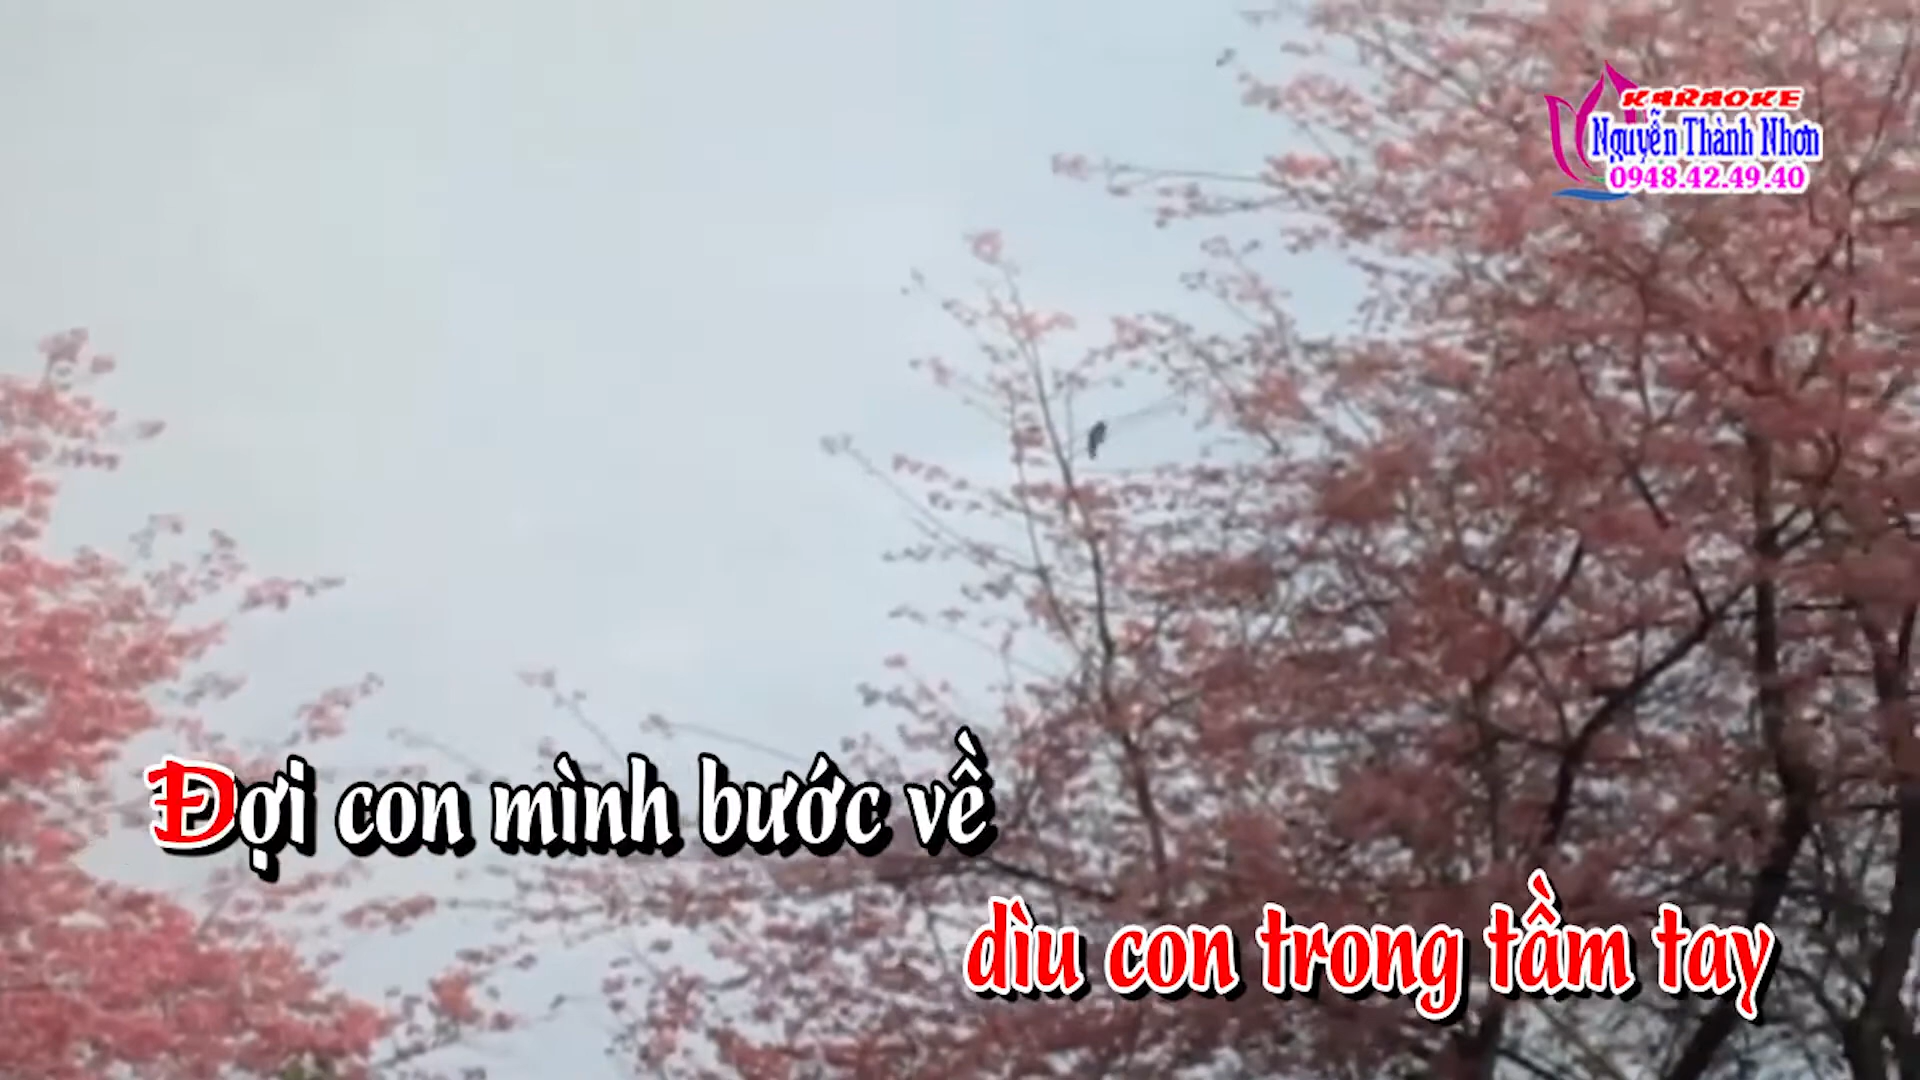 KARAOKE
Nguyễn Thành Nhơn
0948.42.49.40
Đợi con mình bước về
dìu con trong tầm tay